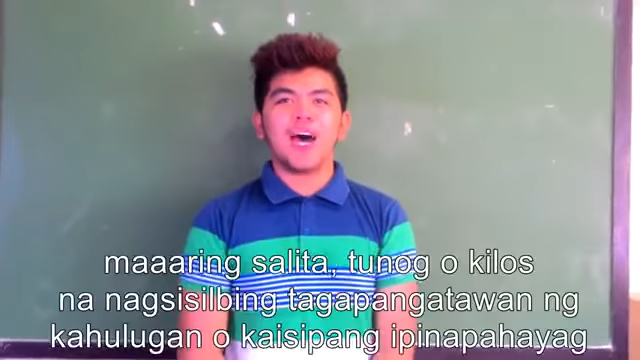 maaaring salita, tunog o kilos
na nagsisilbing tagapangatawan ng
kahulugan o kaisipang ipinapahayag